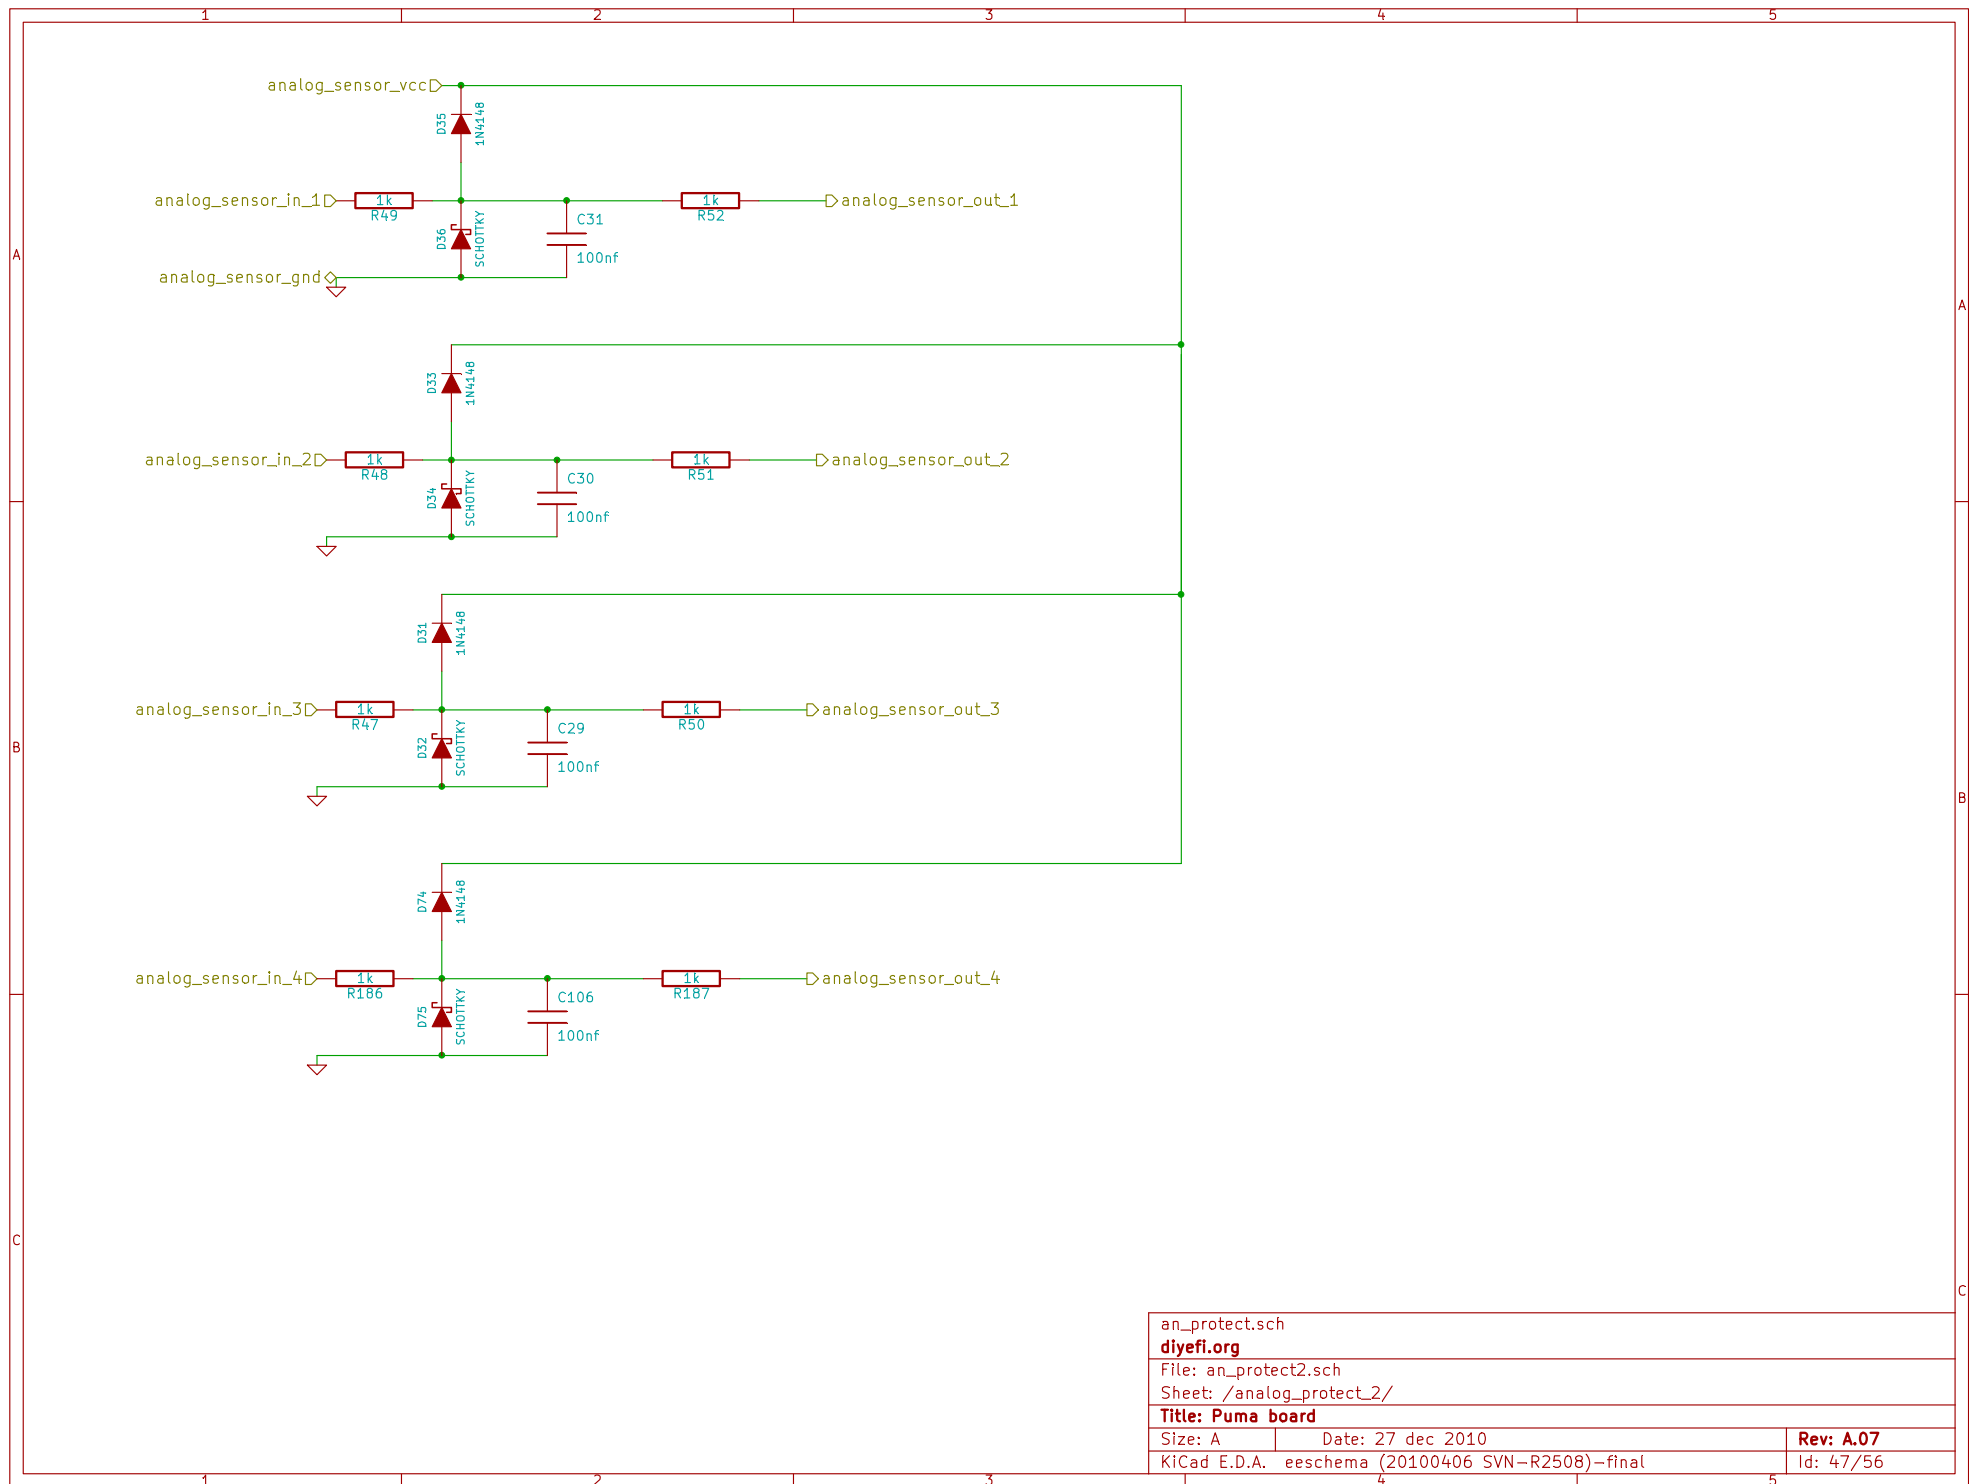 1 2 3 4 5
analog_sensor_vcc
D35 1N4148
analog_sensor_in_1 1k R49 1k R52 analog_sensor_out_1
D36 SCHOTTKY C31 100nf
A
analog_sensor_gnd
A
D33 1N4148
analog_sensor_in_2 1k R48 1k R51 analog_sensor_out_2
D34 SCHOTTKY C30 100nf
D31 1N4148
analog_sensor_in_3 1k R47 1k R50 analog_sensor_out_3
D32 SCHOTTKY C29 100nf
B
B
D74 1N4148
analog_sensor_in_4 1k R186 1k R187 analog_sensor_out_4
D75 SCHOTTKY C106 100nf
C
C
an_protect.sch
diyefi.org
File: an_protect2.sch
Sheet: /analog_protect_2/
Title: Puma board
Size: A Date: 27 dec 2010 Rev: A.07
KiCad E.D.A. eeschema (20100406 SVN-R2508)-final Id: 47/56
1 2 3 4 5